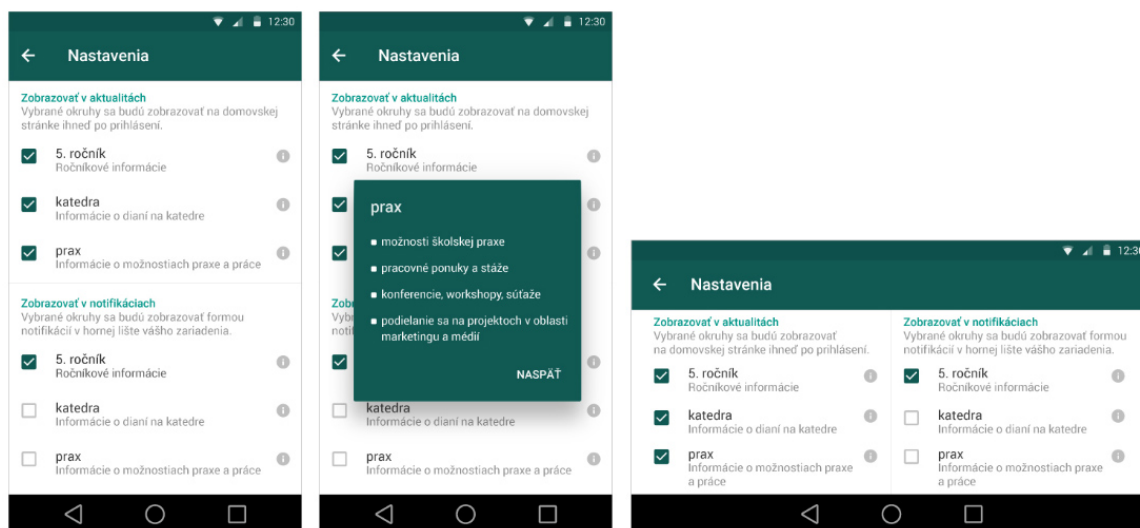 12:30
Nastavenia
Zobrazovať v aktualitách
Vybrané okruhy sa budú zobrazovať na domovskej
stránke ihneď po prihlásení.
5. ročník
Ročníkové informácie
katedra
Informácie o dianí na katedre
prax
Informácie o možnostiach praxe a práce
Zobrazovať v notifikáciach
Vybrané okruhy sa budú zobrazovať formou
notifikácií v hornej lište vášho zariadenia.
5. ročník
Ročníkové informácie
katedra
Informácie o dianí na katedre
prax
Informácie o možnostiach praxe a práce
12:30
Nastavenia
Zobrazovať v aktualitách
Vybrané okruhy sa budú zobrazovať na domovskej
stránke ihneď po prihlásení.
5. ročník
Ročníkové informácie
prax
možnosti školskej praxe
pracovné ponuky a stáže
konferencie, workshopy, súťaže
podielanie sa na projektoch v oblasti
marketingu a médií
NASPÄŤ
katedra
Informácie o dianí na katedre
prax
Informácie o možnostiach praxe a práce
12:30
Nastavenia
Zobrazovať v aktualitách
Vybrané okruhy sa budú zobrazovať
na domovskej stránke ihneď po prihlásení.
5. ročník
Ročníkové informácie
katedra
Informácie o dianí na katedre
prax
Informácie o možnostiach praxe
a práce
Zobrazovať v notifikáciach
Vybrané okruhy sa budú zobrazovať formou
notifikácií v hornej lište vášho zariadenia.
5. ročník
Ročníkové informácie
katedra
Informácie o dianí na katedre
prax
Informácie o možnostiach praxe
a práce